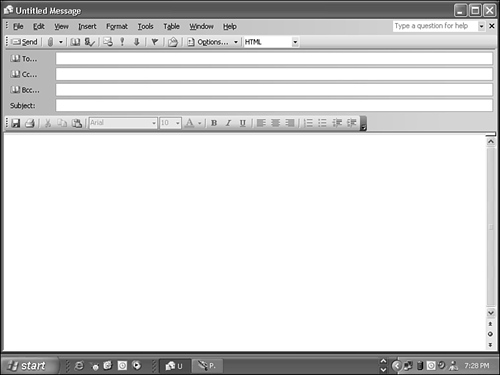 Untitled Message
File Edit View Insert Format Tools Table Window Help Type a question for help
Send Options... HTML
To...
Cc...
Bcc...
Subject:
Arial 10 A B I U
start U P. 7:28 PM